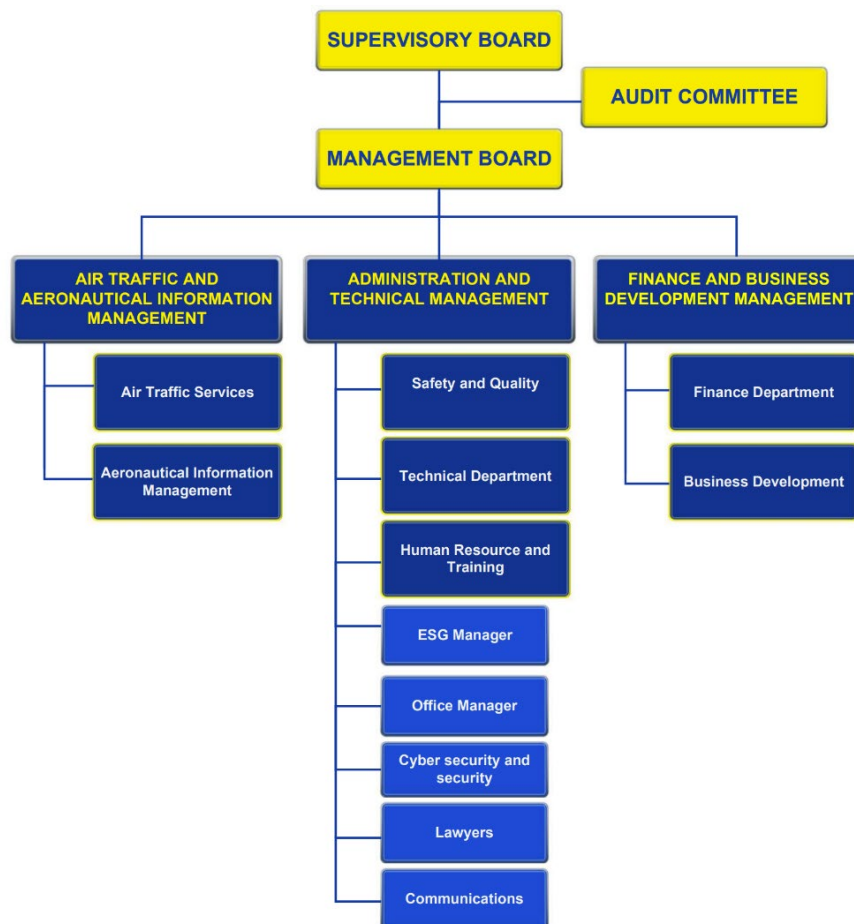 SUPERVISORY BOARD
AUDIT COMMITTEE
MANAGEMENT BOARD
AIR TRAFFIC AND
AERONAUTICAL INFORMATION
MANAGEMENT
Air Traffic Services
Aeronautical Information
Management
ADMINISTRATION AND
TECHNICAL MANAGEMENT
Safety and Quality
Technical Department
Human Resource and
Training
ESG Manager
Office Manager
Cyber security and
security
Lawyers
Communications
FINANCE AND BUSINESS
DEVELOPMENT MANAGEMENT
Finance Department
Business Development